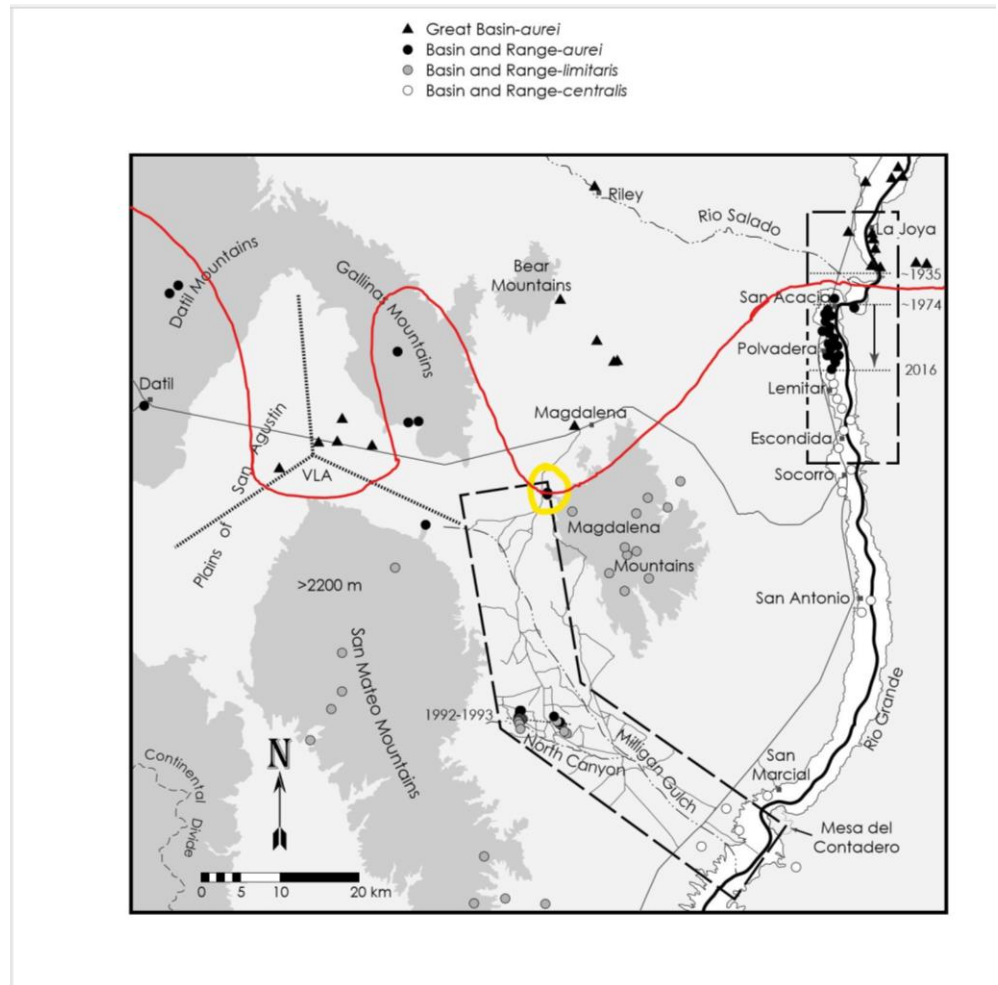 Great Basin-aurei
Basin and Range-aurei
Basin and Range-limitaris
Basin and Range-centralis
Riley
Rio Salado
La Joya
Datil Mountains
Gallinas Mountains
Bear
Mountains
~1935
San Acacia
~1974
Polvadera
2016
Datil
Lemitar
Magdalena
San Agustin
Escondida
VLA
Socorro
Plains of
Magdalena
Mountains
>2200 m
San Antonio
San Mateo Mountains
1992-1993
North Canyon
Milligan Gulch
Rio Grande
San
Marcial
Continental
Divide
N
Mesa del
Contadero
0 5 10 20 km